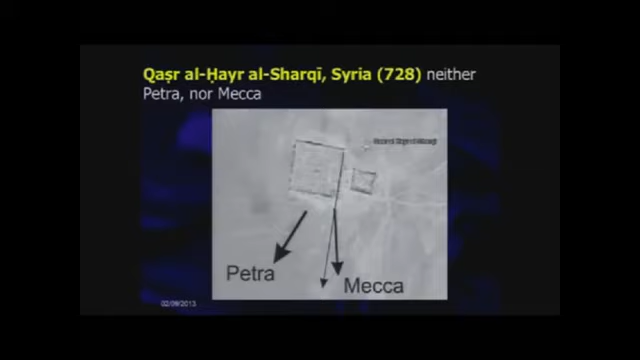 Qaṣr al-Ḥayr al-Sharqī, Syria (728) neither
Petra, nor Mecca
Petra
Mecca
02/09/2013